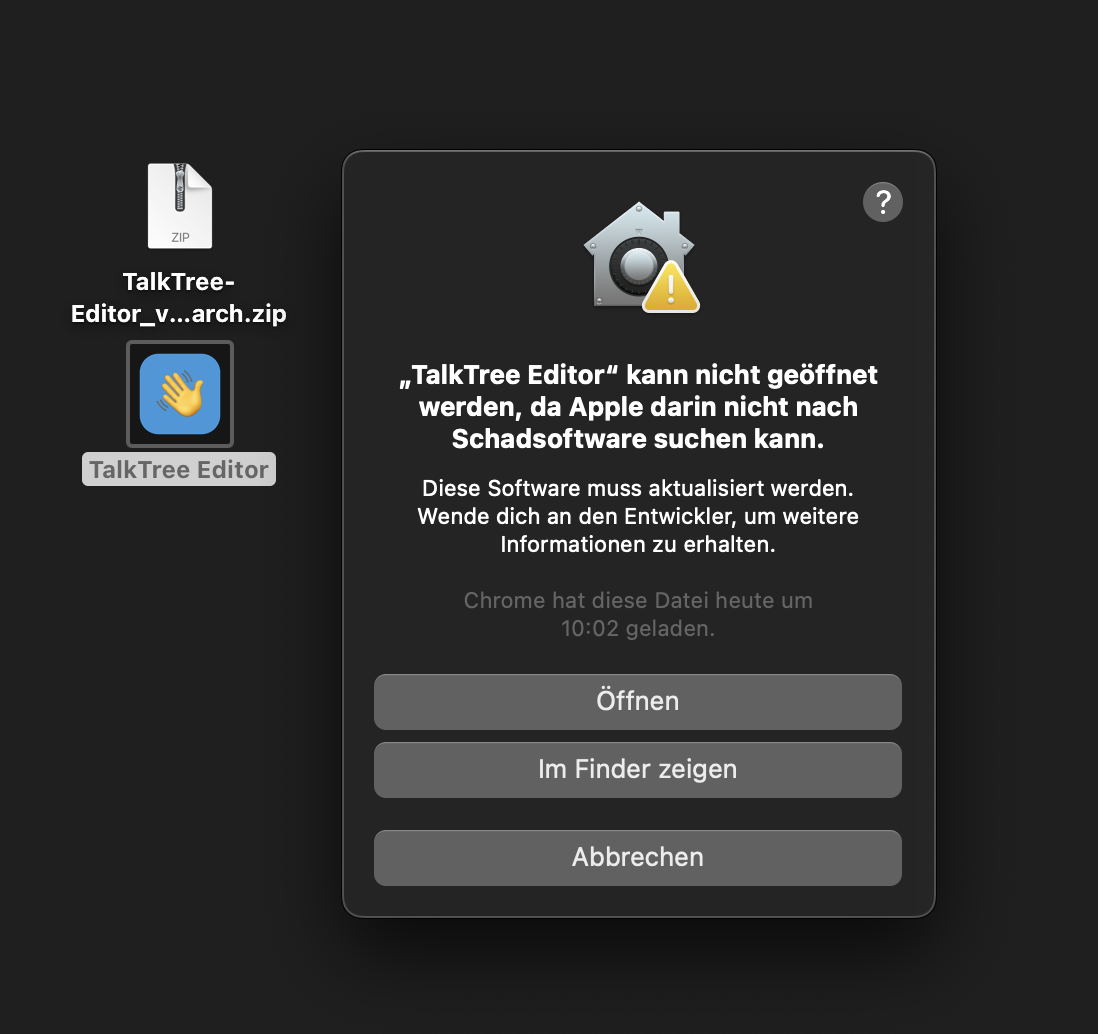 ZIP
TalkTree-
Editor_v...arch.zip
TalkTree Editor
?
„TalkTree Editor“ kann nicht geöffnet
werden, da Apple darin nicht nach
Schadsoftware suchen kann.
Diese Software muss aktualisiert werden.
Wende dich an den Entwickler, um weitere
Informationen zu erhalten.
Chrome hat diese Datei heute um
10:02 geladen.
Öffnen
Im Finder zeigen
Abbrechen